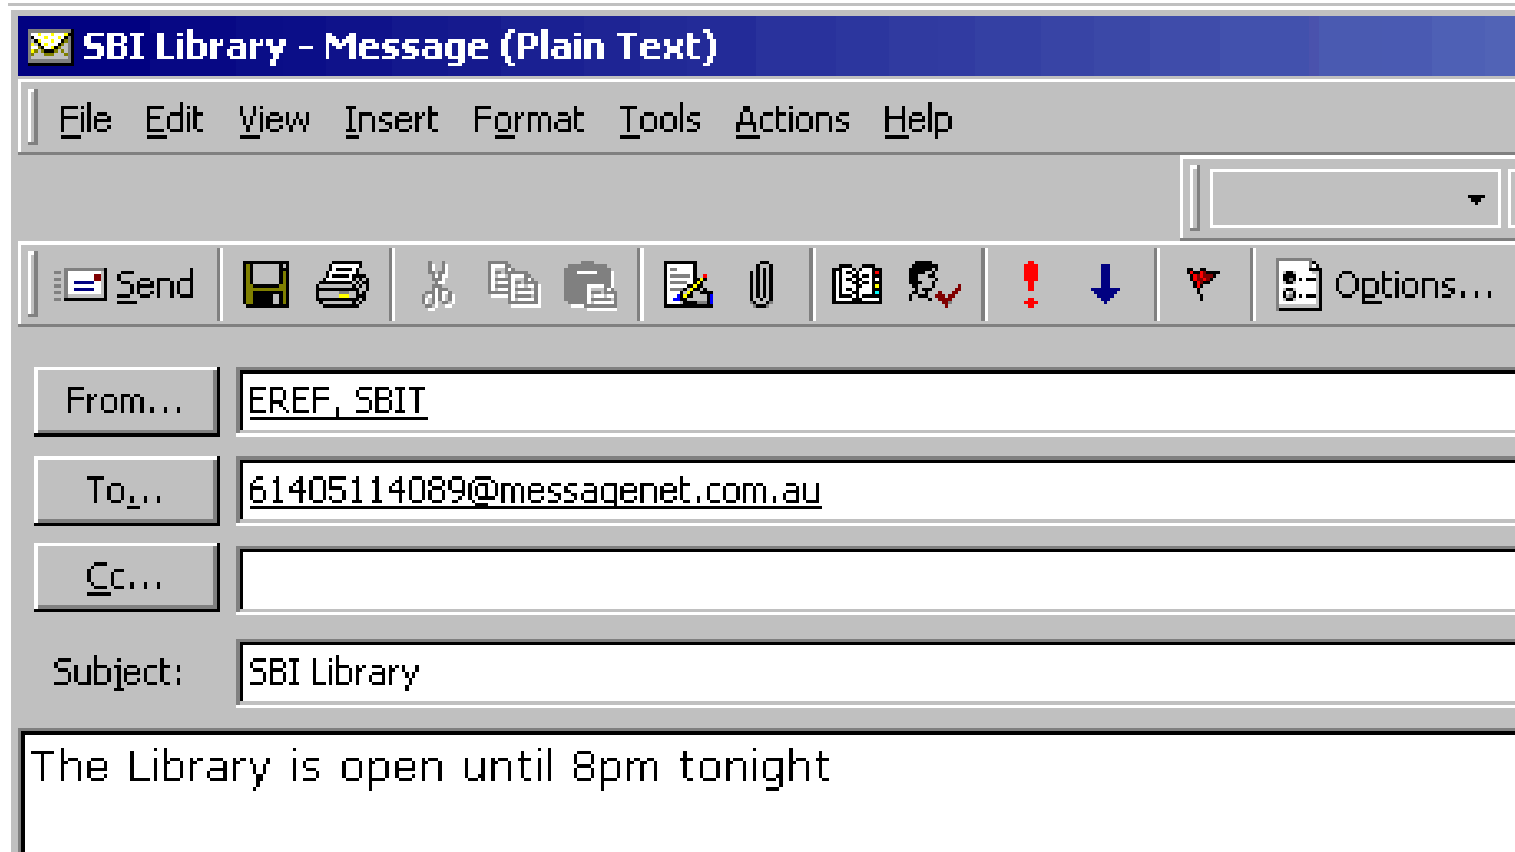 SBI Library - Message (Plain Text)
File Edit View Insert Format Tools Actions Help
Send Options...
From... EREF, SBIT
To... 61405114089@messagenet.com.au
Cc...
Subject: SBI Library
The Library is open until 8pm tonight